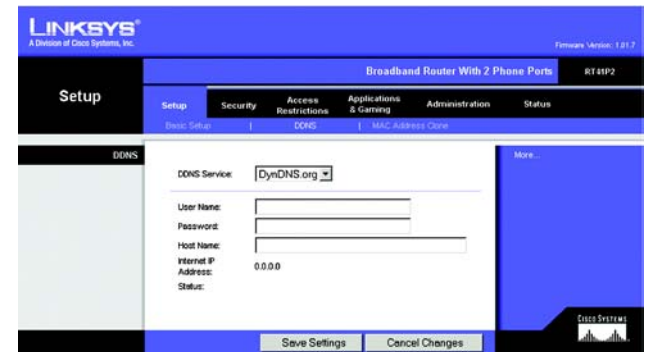 LINKSYS®
A Division of Cisco Systems, Inc.
Firmware Version: 1.01.7
Broadband Router With 2 Phone Ports
RT41P2
Setup
Setup
Security
Access Restrictions
Applications & Gaming
Administration
Status
Basic Setup | DDNS | MAC Address Clone
DDNS
More...
DDNS Service: DynDNS.org
User Name:
Password:
Host Name:
Internet IP
Address: 0.0.0.0
Status:
Save Settings
Cancel Changes
CISCO SYSTEMS